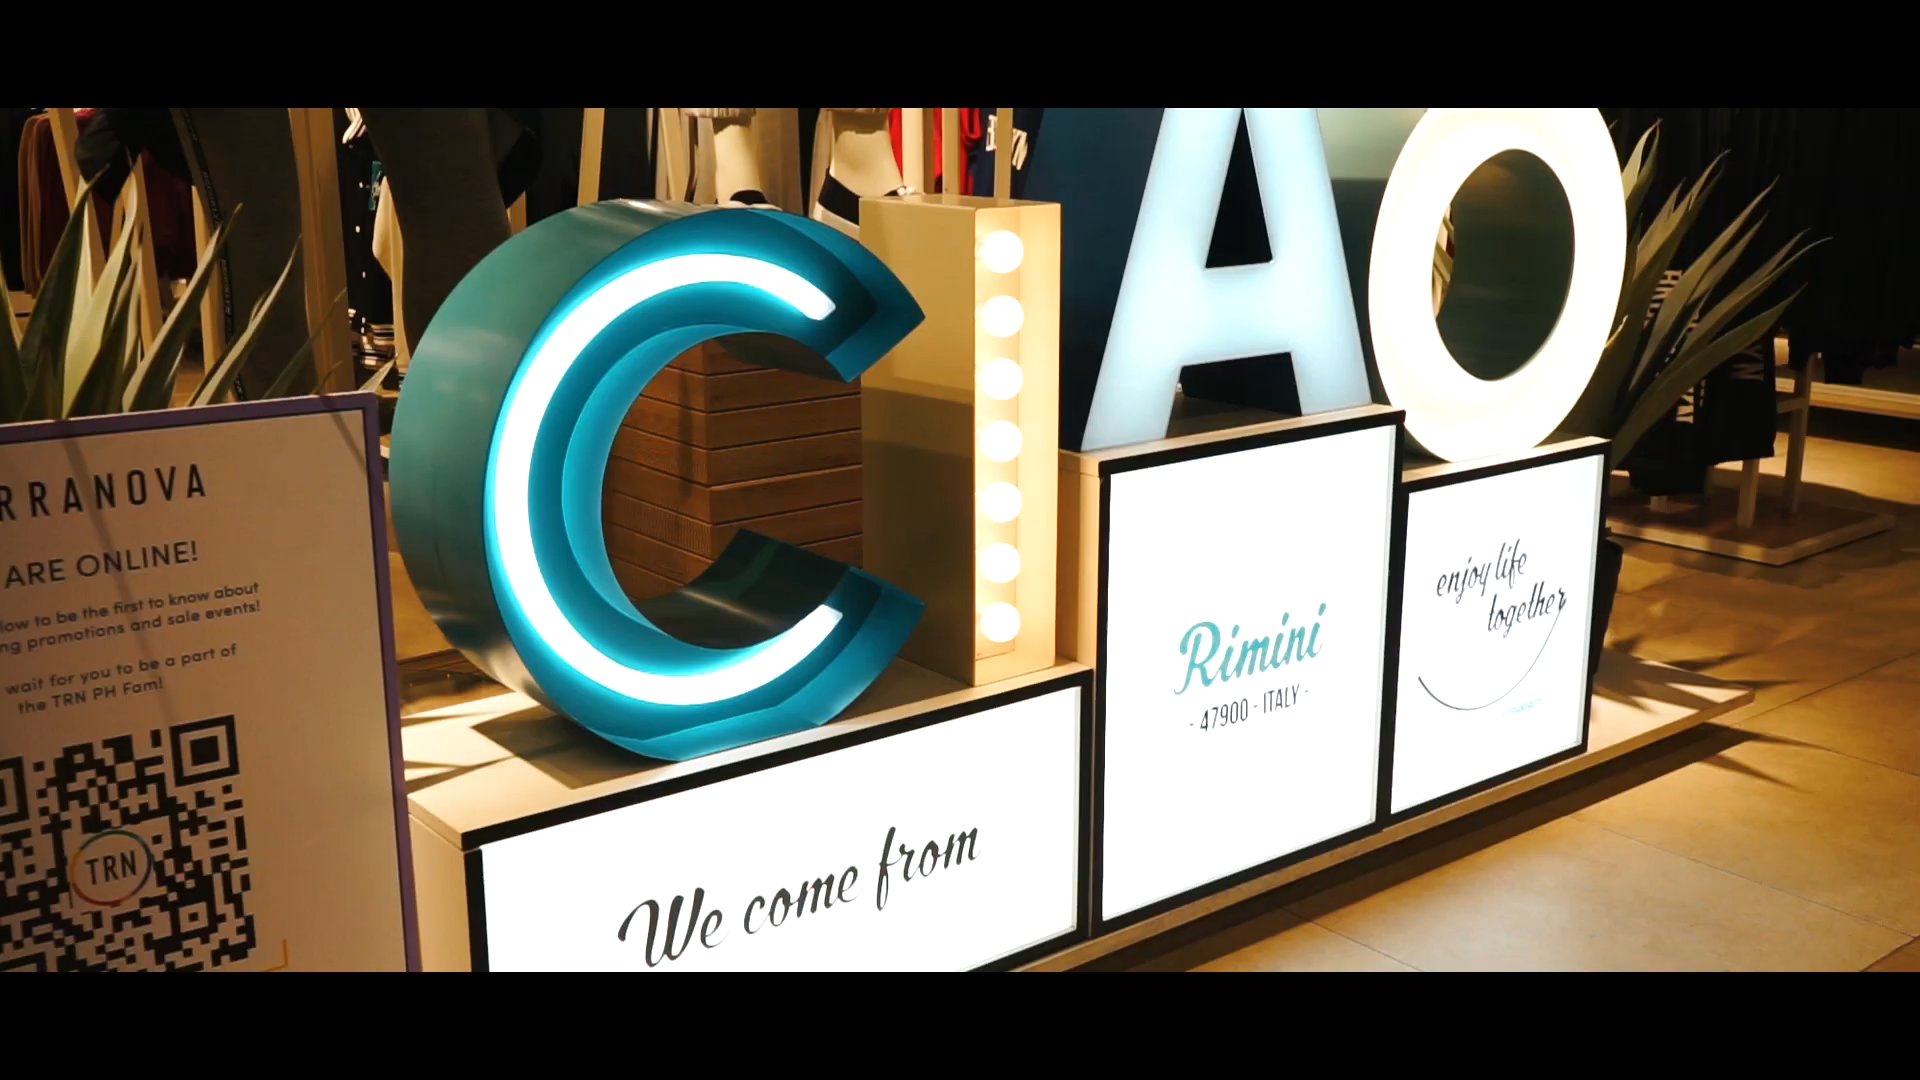 CIAO
RRANOVA
ARE ONLINE!
low to be the first to know about
ng promotions and sale events!
wait for you to be a part of
the TRN PH Fam!
TRN
We come from
Rimini
- 47900 - ITALY -
enjoy life
together